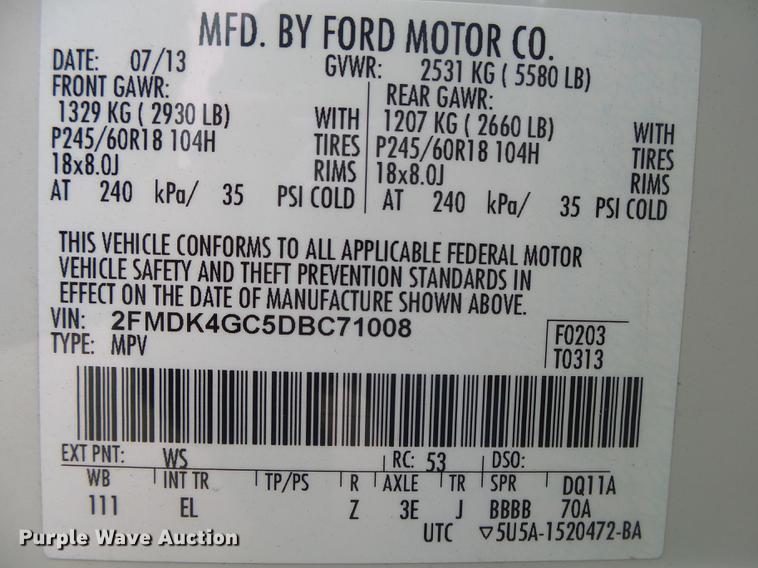 MFD. BY FORD MOTOR CO.
DATE: 07/13 GVWR: 2531 KG ( 5580 LB)
FRONT GAWR: REAR GAWR:
1329 KG ( 2930 LB) WITH 1207 KG ( 2660 LB) WITH
P245/60R18 104H TIRES P245/60R18 104H TIRES
18x8.0J RIMS 18x8.0J RIMS
AT 240 kPa/ 35 PSI COLD AT 240 kPa/ 35 PSI COLD
THIS VEHICLE CONFORMS TO ALL APPLICABLE FEDERAL MOTOR
VEHICLE SAFETY AND THEFT PREVENTION STANDARDS IN
EFFECT ON THE DATE OF MANUFACTURE SHOWN ABOVE.
VIN: 2FMDK4GC5DBC71008 F0203
TYPE: MPV T0313
EXT PNT: WS RC: 53 DSO:
WB INT TR TP/PS R AXLE TR SPR DQ11A
111 EL Z 3E J BBBB 70A
UTC ▽5U5A-1520472-BA
Purple Wave Auction